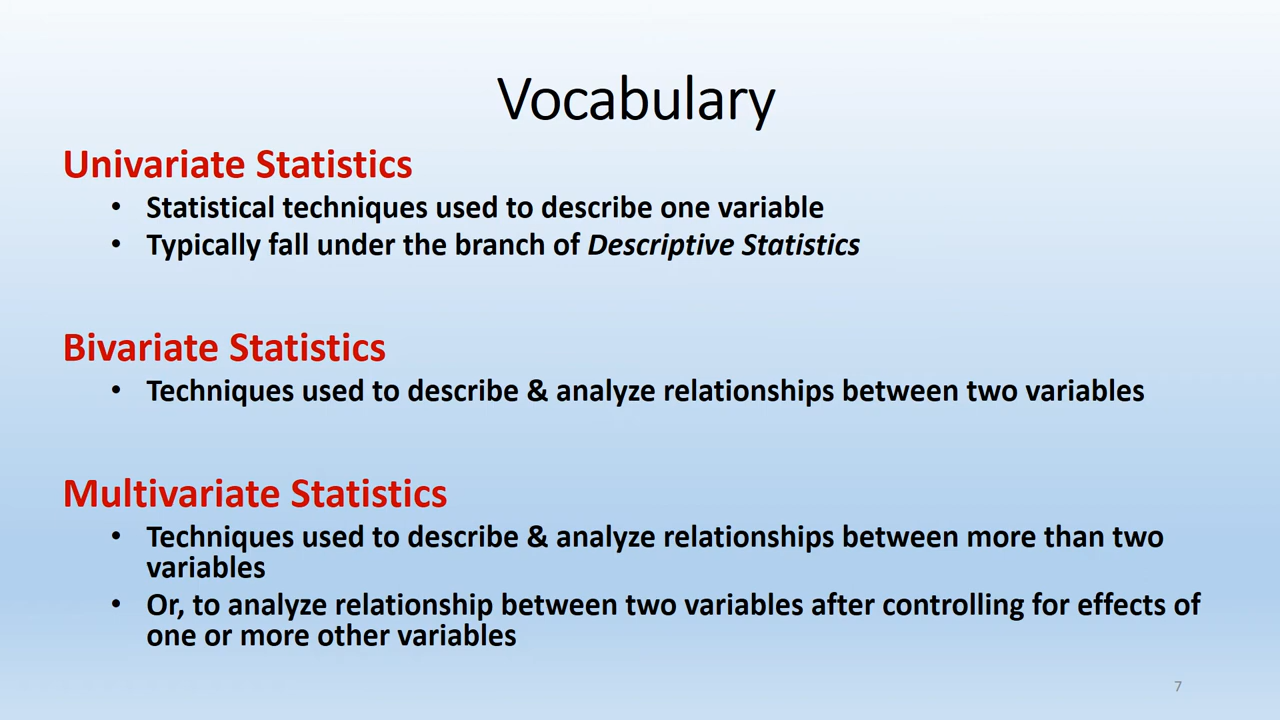 Vocabulary
Univariate Statistics
• Statistical techniques used to describe one variable
• Typically fall under the branch of Descriptive Statistics
Bivariate Statistics
• Techniques used to describe & analyze relationships between two variables
Multivariate Statistics
• Techniques used to describe & analyze relationships between more than two
variables
• Or, to analyze relationship between two variables after controlling for effects of
one or more other variables
7